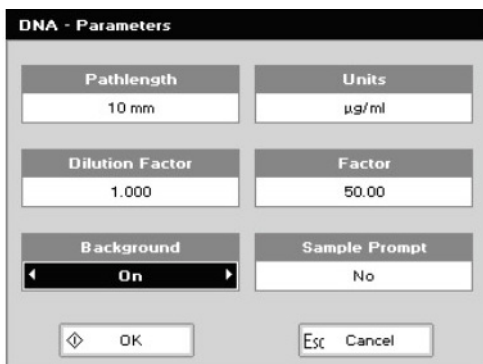 DNA - Parameters
Pathlength Units
10 mm µg/ml
Dilution Factor Factor
1.000 50.00
Background Sample Prompt
On No
OK Esc Cancel